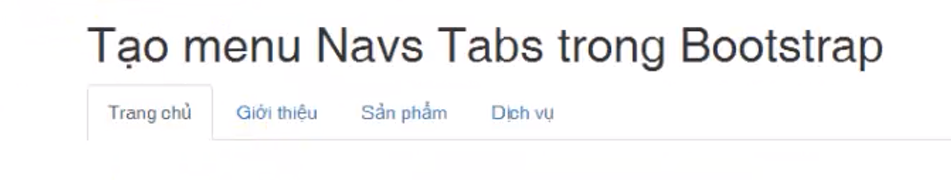 Tạo menu Navs Tabs trong Bootstrap
Trang chủ Giới thiệu Sản phẩm Dịch vụ